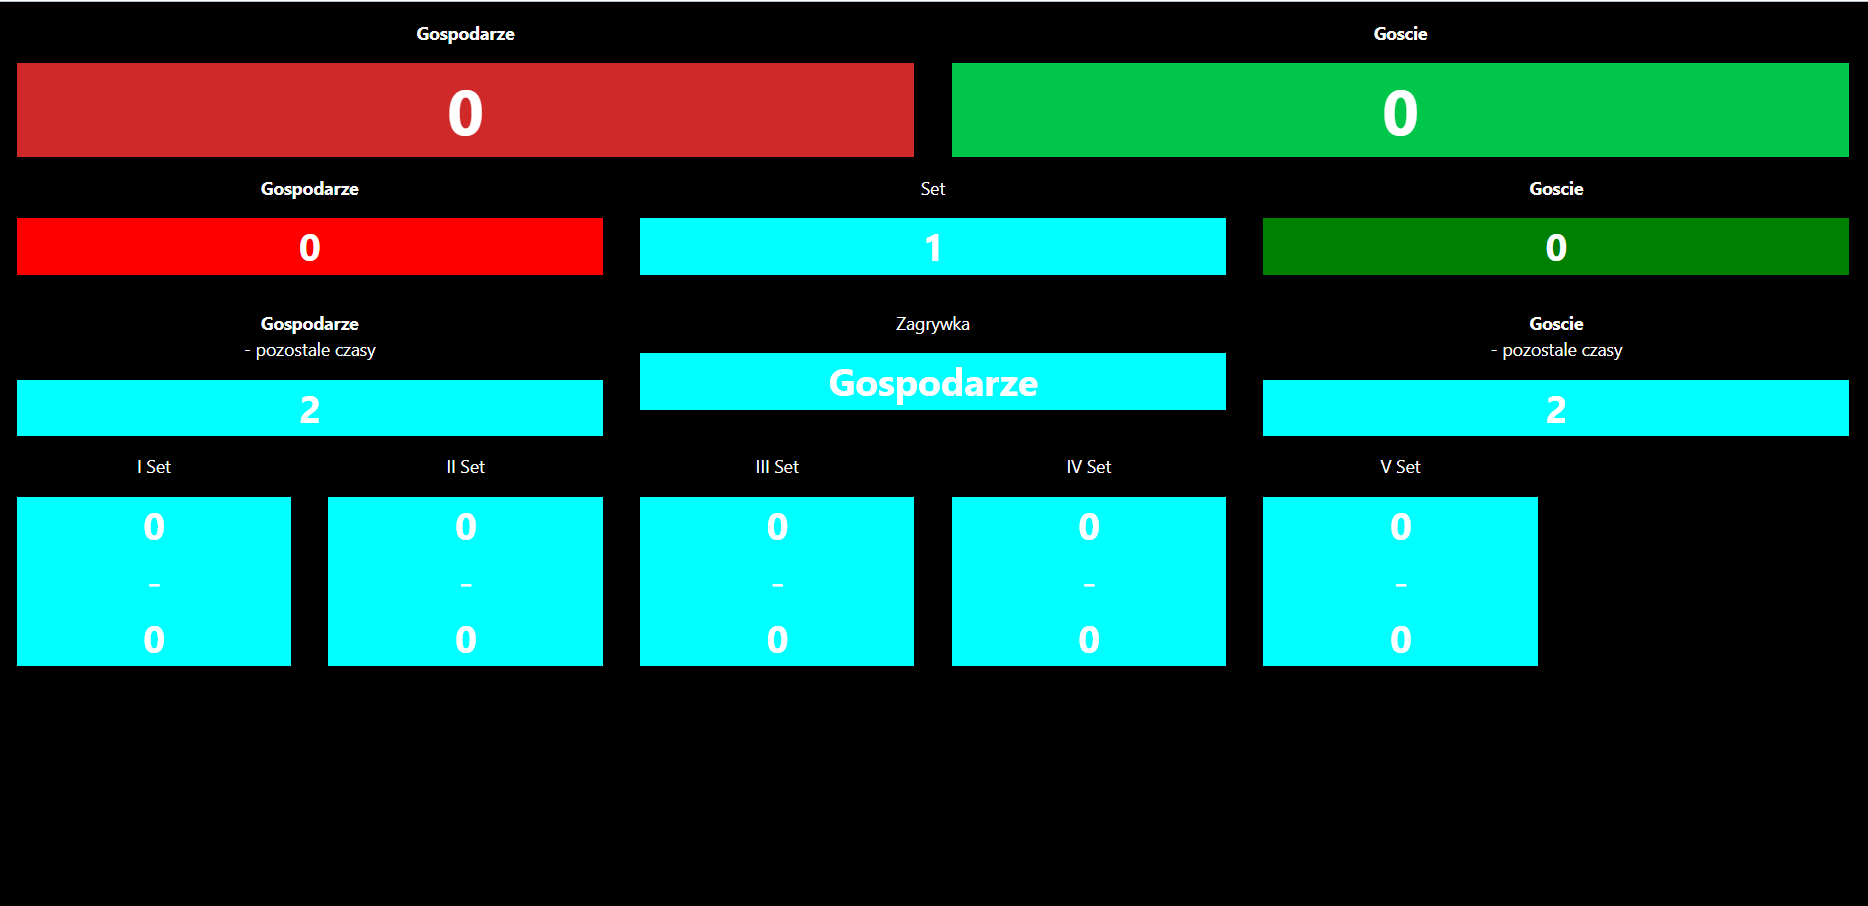 Gospodarze
Goscie
0
0
Gospodarze
Set
Goscie
0
1
0
Gospodarze
- pozostale czasy
Zagrywka
Goscie
- pozostale czasy
2
Gospodarze
2
I Set
II Set
III Set
IV Set
V Set
0
-
0
0
-
0
0
-
0
0
-
0
0
-
0